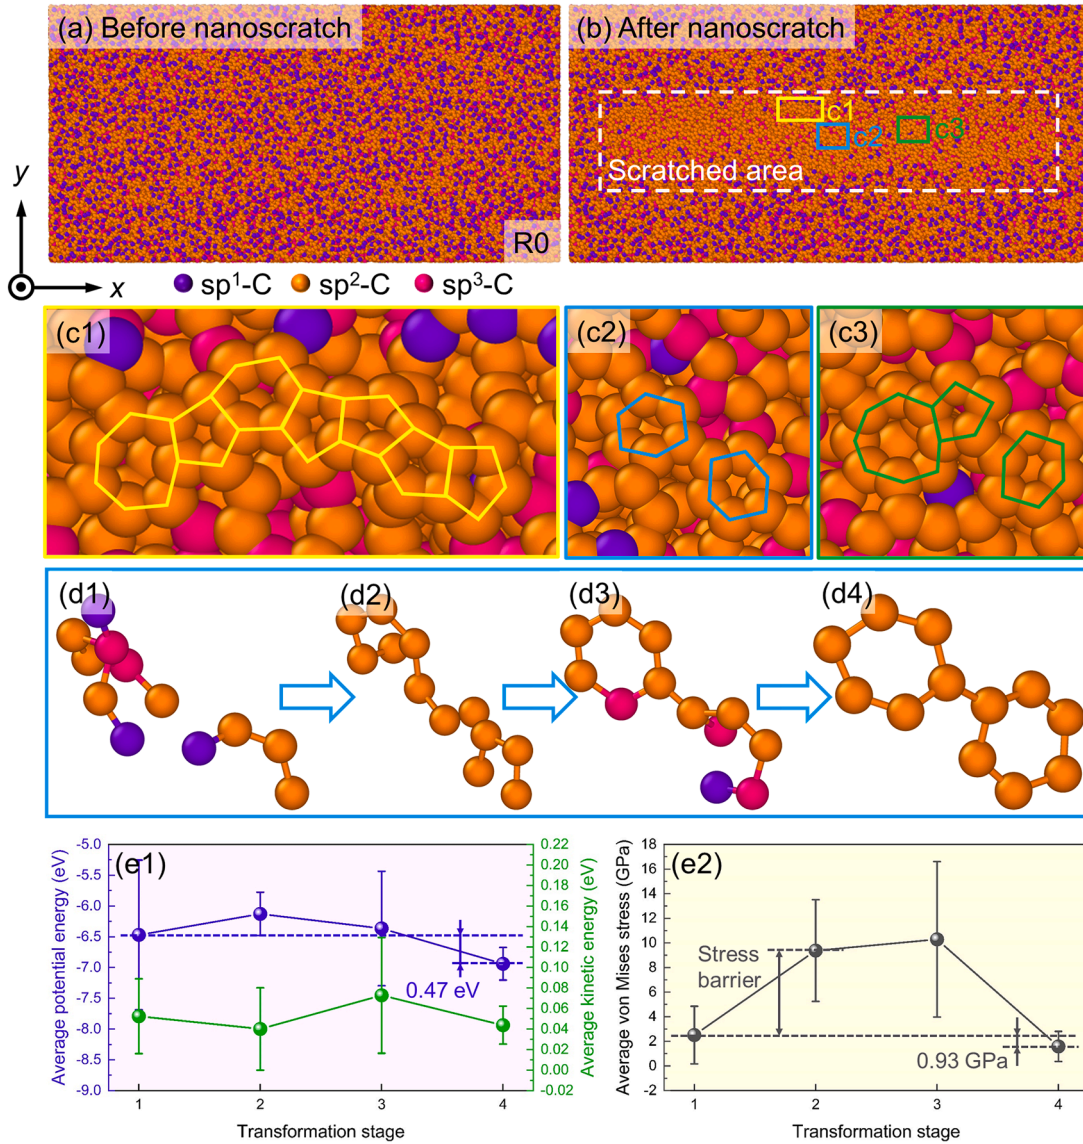 (a) Before nanoscratch
(b) After nanoscratch
c1
c2
c3
Scratched area
R0
y
x
sp¹-C
sp²-C
sp³-C
(c1)
(c2)
(c3)
(d1)
(d2)
(d3)
(d4)
(e1)
Average potential energy (eV)
-5.0
-5.5
-6.0
-6.5
-7.0
-7.5
-8.0
-8.5
-9.0
0.47 eV
0.22
0.20
0.18
0.16
0.14
0.12
0.10
0.08
0.06
0.04
0.02
0.00
-0.02
Average kinetic energy (eV)
1
2
3
4
Transformation stage
(e2)
Average von Mises stress (GPa)
18
16
14
12
10
8
6
4
2
0
-2
Stress
barrier
0.93 GPa
1
2
3
4
Transformation stage